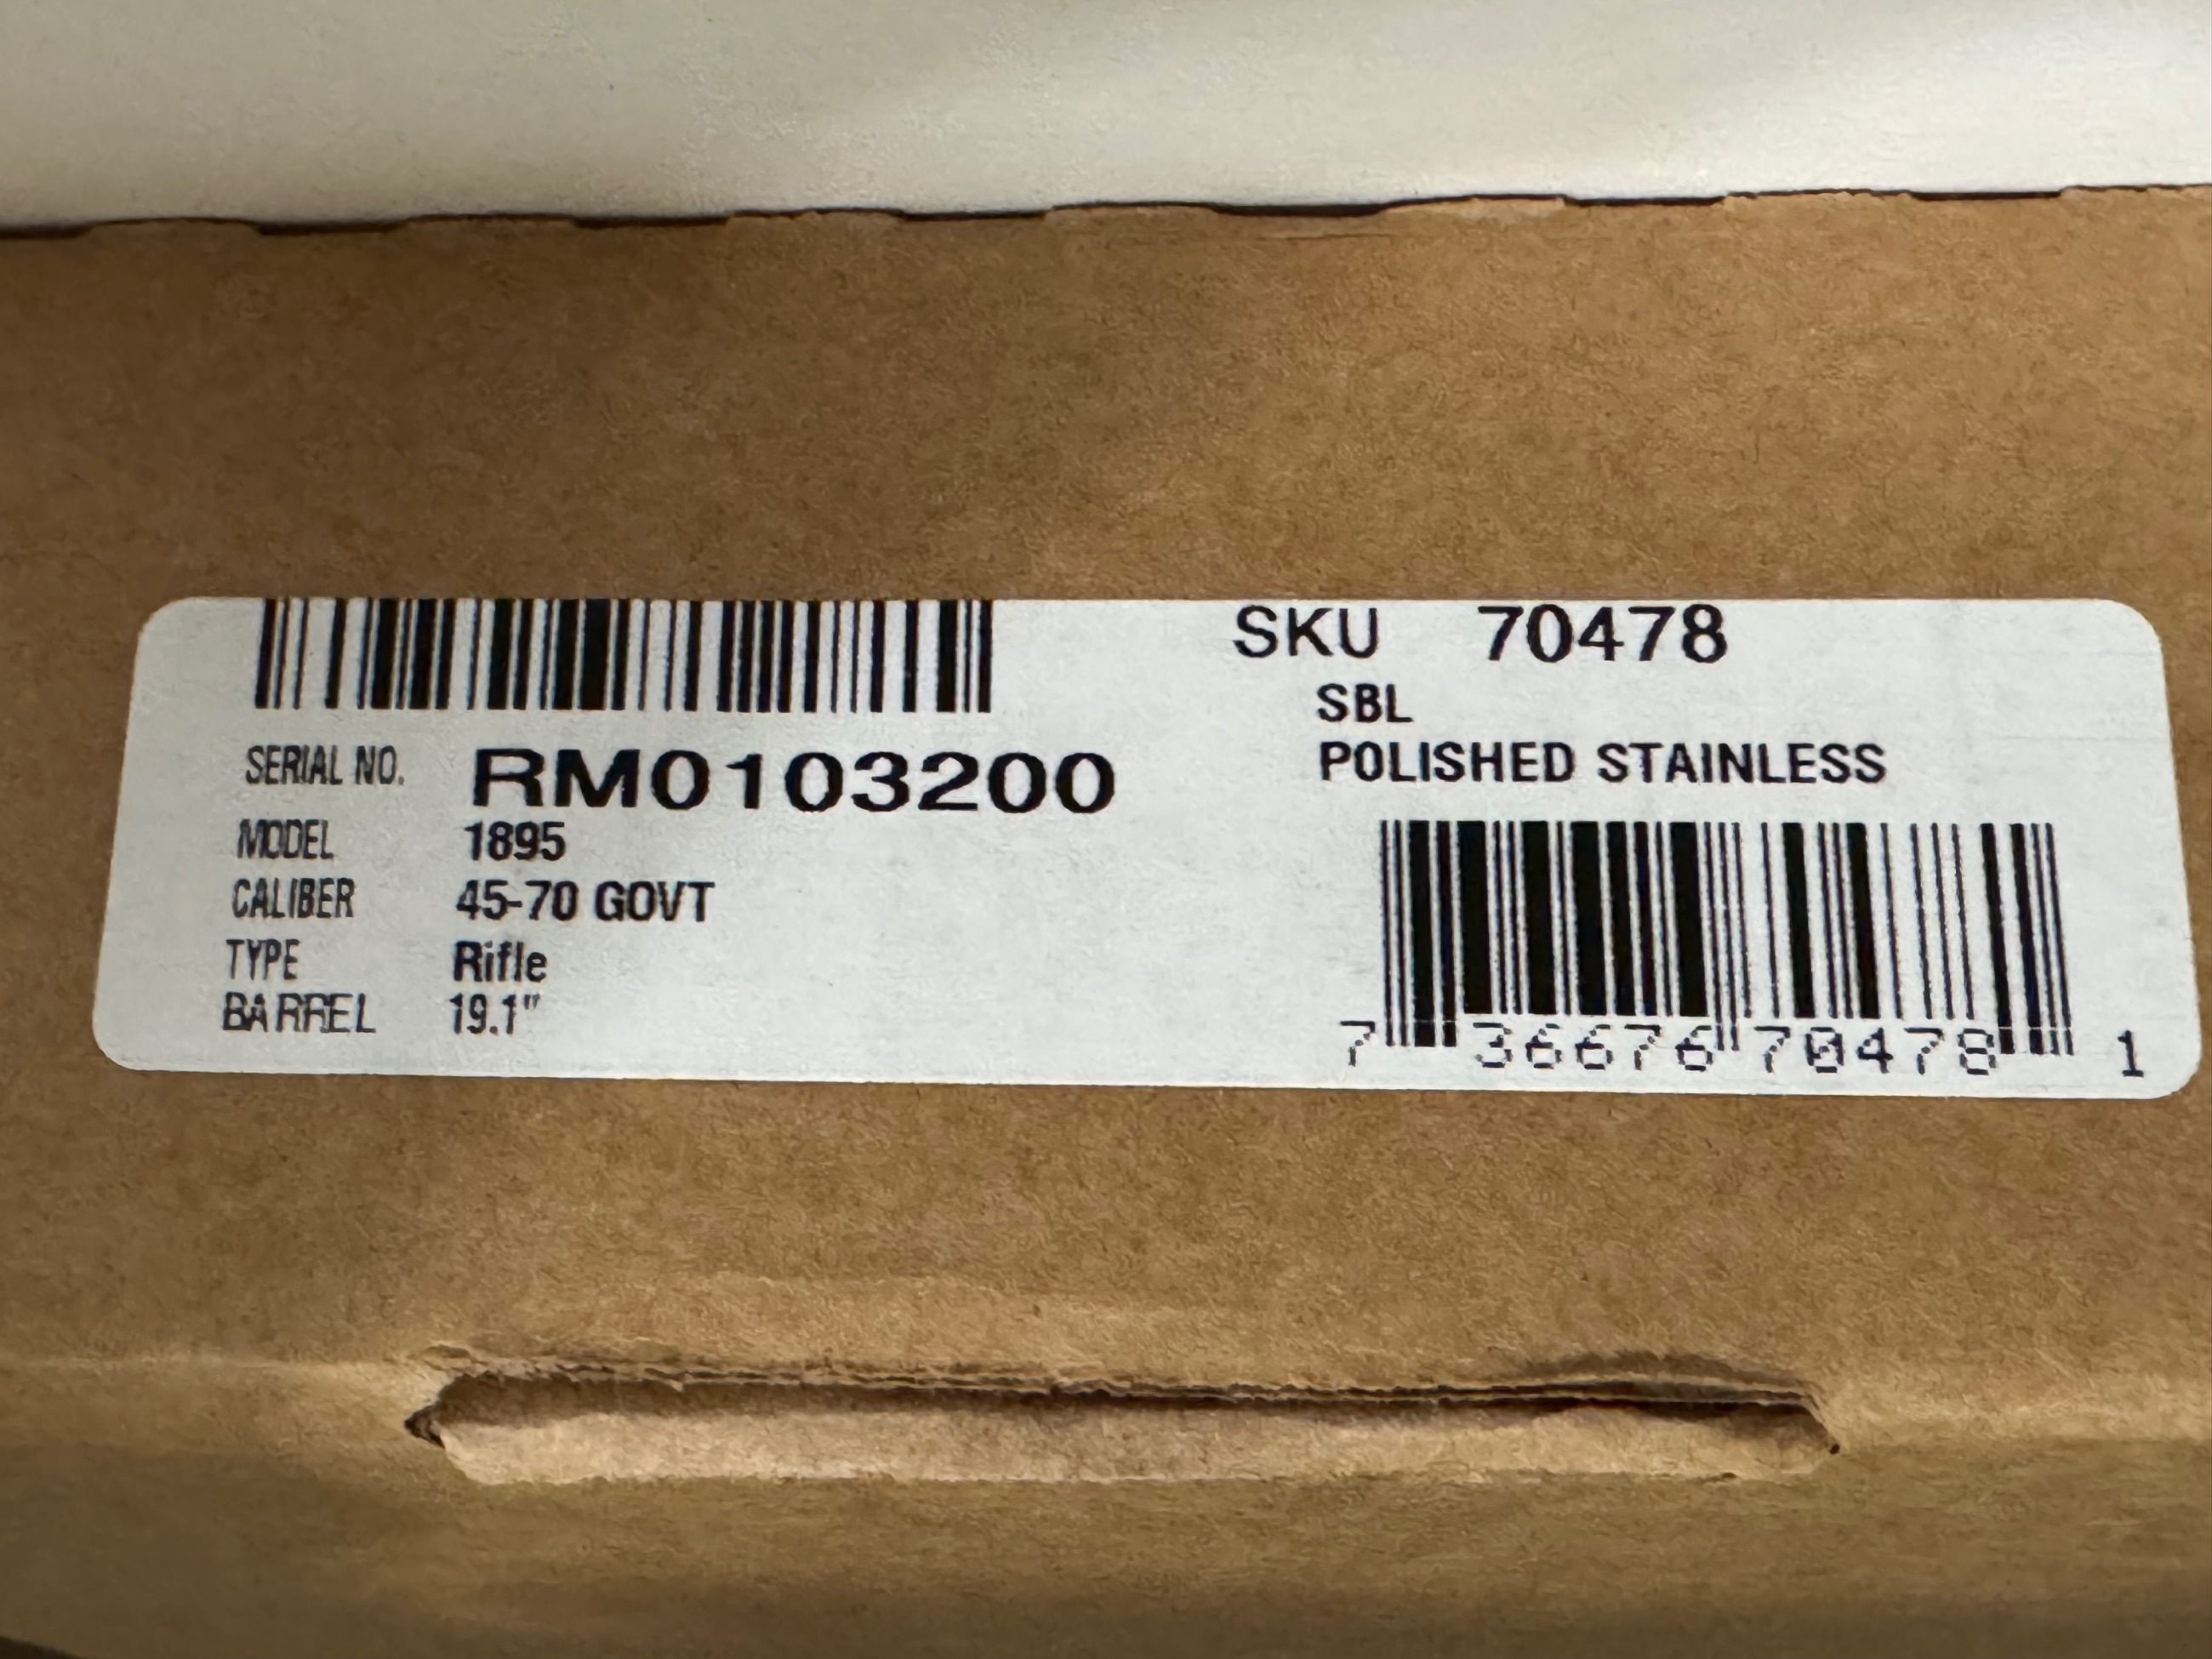 SERIAL NO. RM0103200
MODEL 1895
CALIBER 45-70 GOVT
TYPE Rifle
BARREL 19.1"
SKU 70478
SBL
POLISHED STAINLESS
7 36676 70478 1